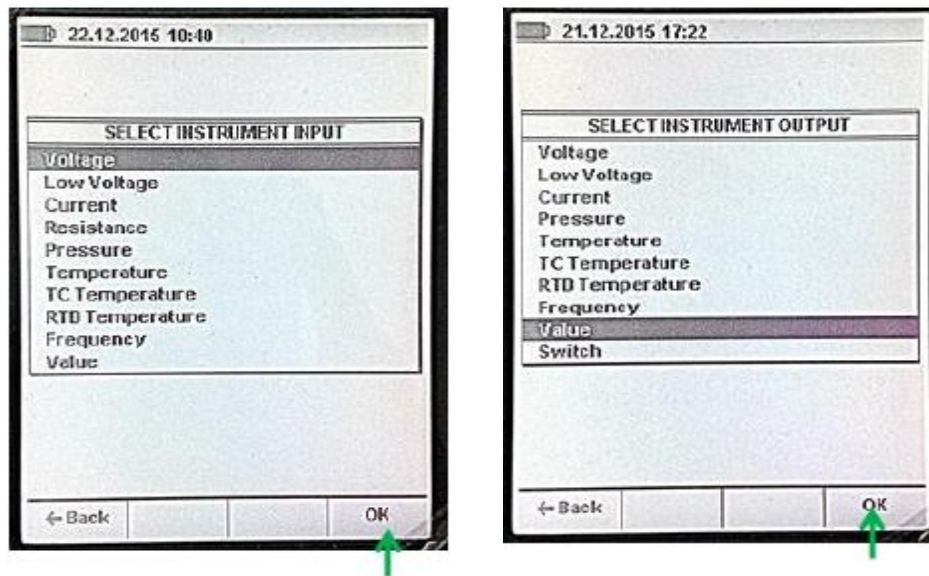 22.12.2015 10:40
SELECT INSTRUMENT INPUT
Voltage
Low Voltage
Current
Resistance
Pressure
Temperature
TC Temperature
RTD Temperature
Frequency
Value
← Back
OK
21.12.2015 17:22
SELECT INSTRUMENT OUTPUT
Voltage
Low Voltage
Current
Pressure
Temperature
TC Temperature
RTD Temperature
Frequency
Value
Switch
← Back
OK